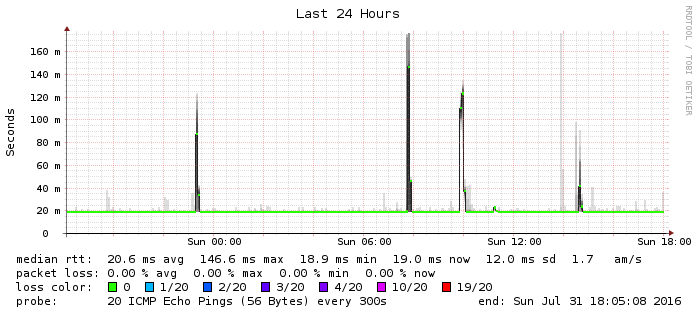 Last 24 Hours
RRDTOOL / TOBI OETIKER
Seconds
160 m
140 m
120 m
100 m
80 m
60 m
40 m
20 m
0
Sun 00:00 Sun 06:00 Sun 12:00 Sun 18:00
median rtt: 20.6 ms avg 146.6 ms max 18.9 ms min 19.0 ms now 12.0 ms sd 1.7 am/s
packet loss: 0.00 % avg 0.00 % max 0.00 % min 0.00 % now
loss color: 0 1/20 2/20 3/20 4/20 10/20 19/20
probe: 20 ICMP Echo Pings (56 Bytes) every 300s end: Sun Jul 31 18:05:08 2016